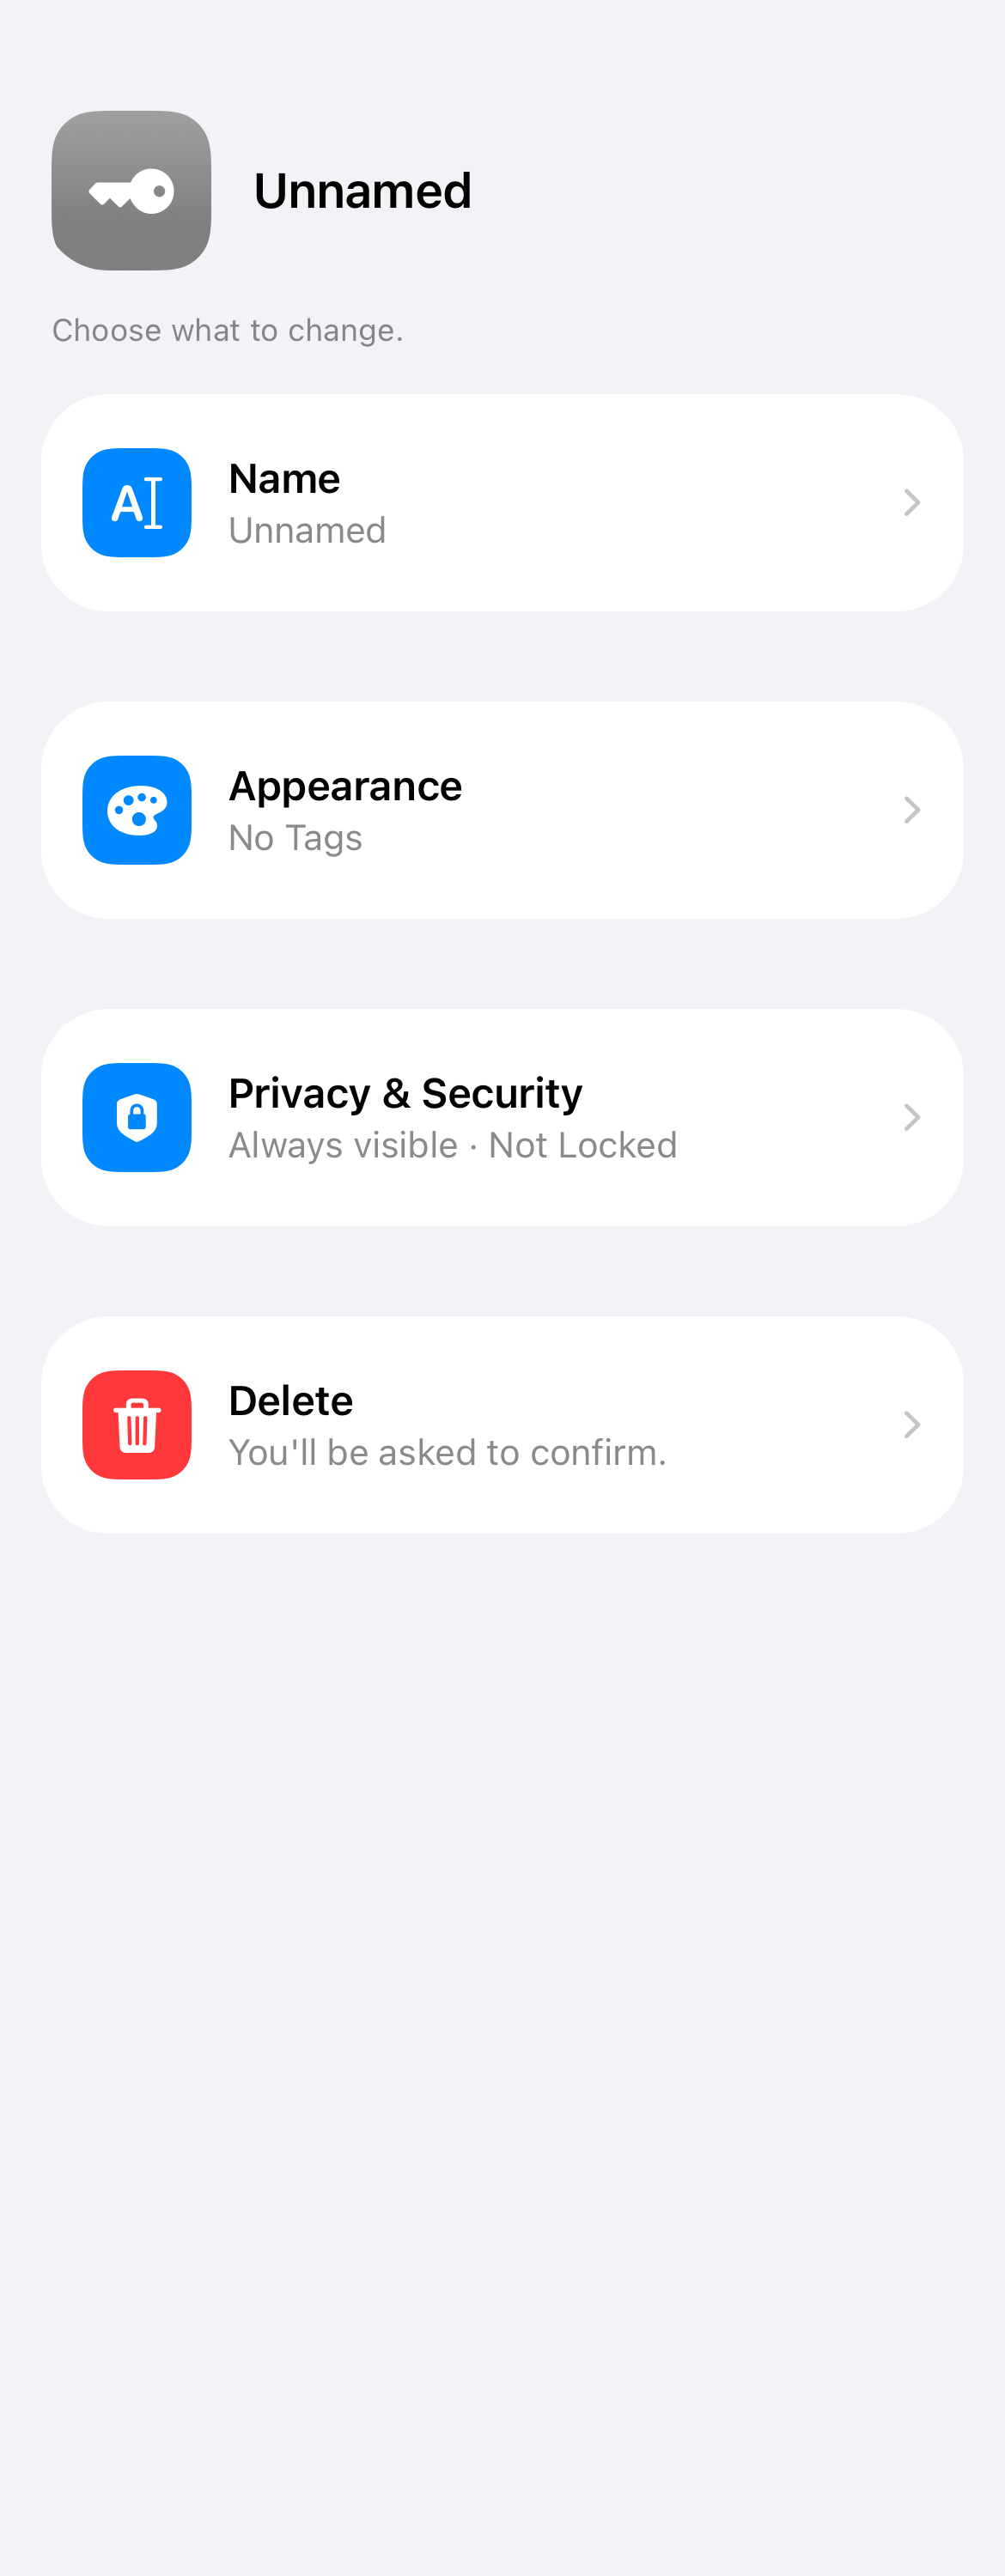 Unnamed
Choose what to change.
Name
Unnamed
Appearance
No Tags
Privacy & Security
Always visible · Not Locked
Delete
You'll be asked to confirm.